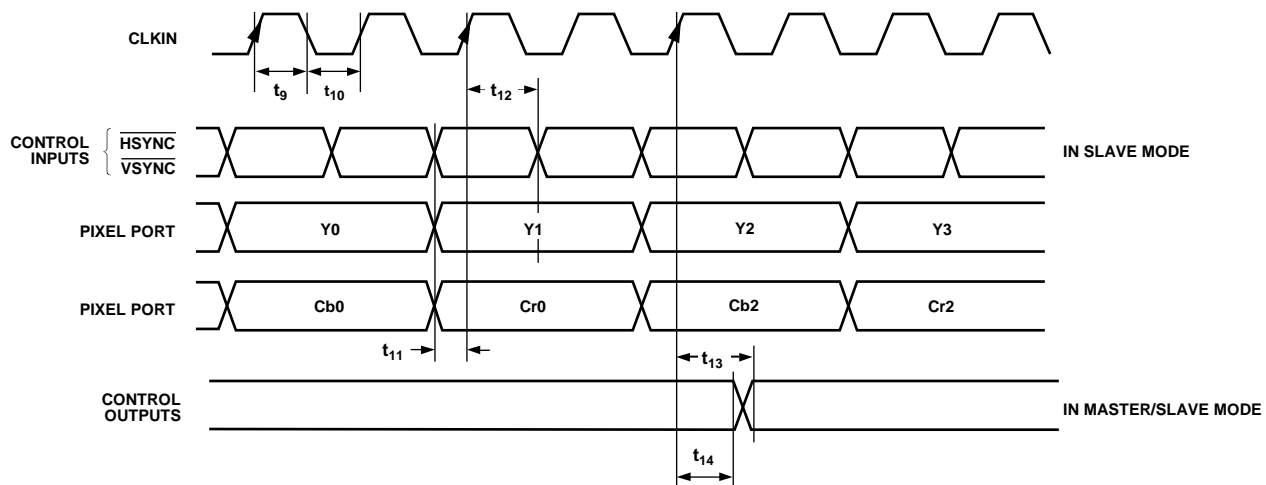 CLKIN
t9 t10 t12
CONTROL INPUTS HSYNC VSYNC IN SLAVE MODE
PIXEL PORT Y0 Y1 Y2 Y3
PIXEL PORT Cb0 Cr0 Cb2 Cr2
t11 t13
CONTROL OUTPUTS IN MASTER/SLAVE MODE
t14